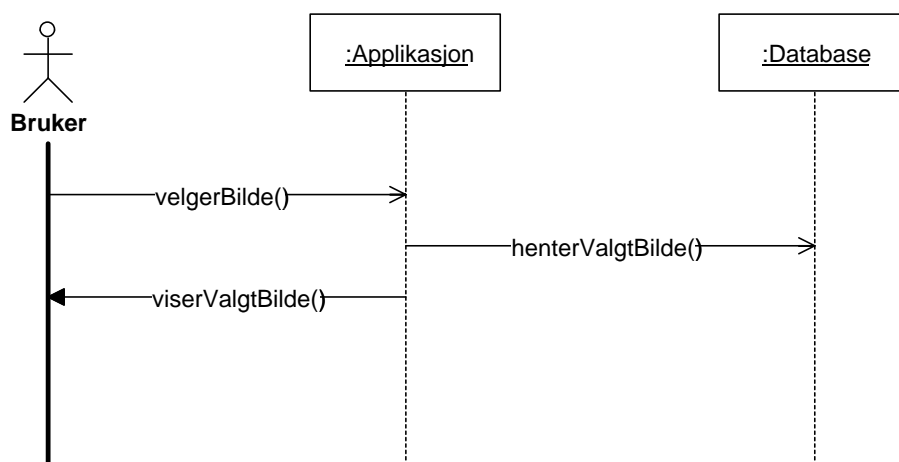 :Applikasjon
:Database
Bruker
velgerBilde()
henterValgtBilde()
viserValgtBilde()